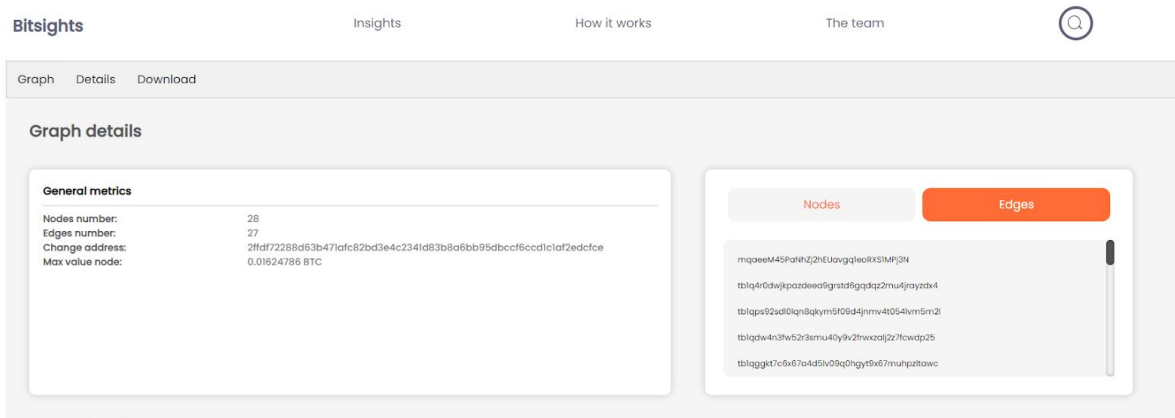 Bitsights
Insights
How it works
The team
Graph Details Download
Graph details
General metrics
Nodes number: 28
Edges number: 27
Change address: 2ffdf72288d63b471afc82bd3e4c2341d83b8a6bb95dbccf6ccd1c1af2edcfce
Max value node: 0.01624786 BTC
Nodes
Edges
mqaeeM45PaNhZj2hEUavgq1eoRXS1MPj3N
tb1q4r0dwjkpazdeea9grstd6gqdqz2mu4jrayzdx4
tb1qps92sdl0lqn8qkym5f09d4jnmv4t054lvm5m2l
tb1qdw4n3fw52r3smu40y9v2frwxzalj2z7fcwdp25
tb1qggkt7c6x67a4d5lv09q0hgyt9x67muhpzltawc